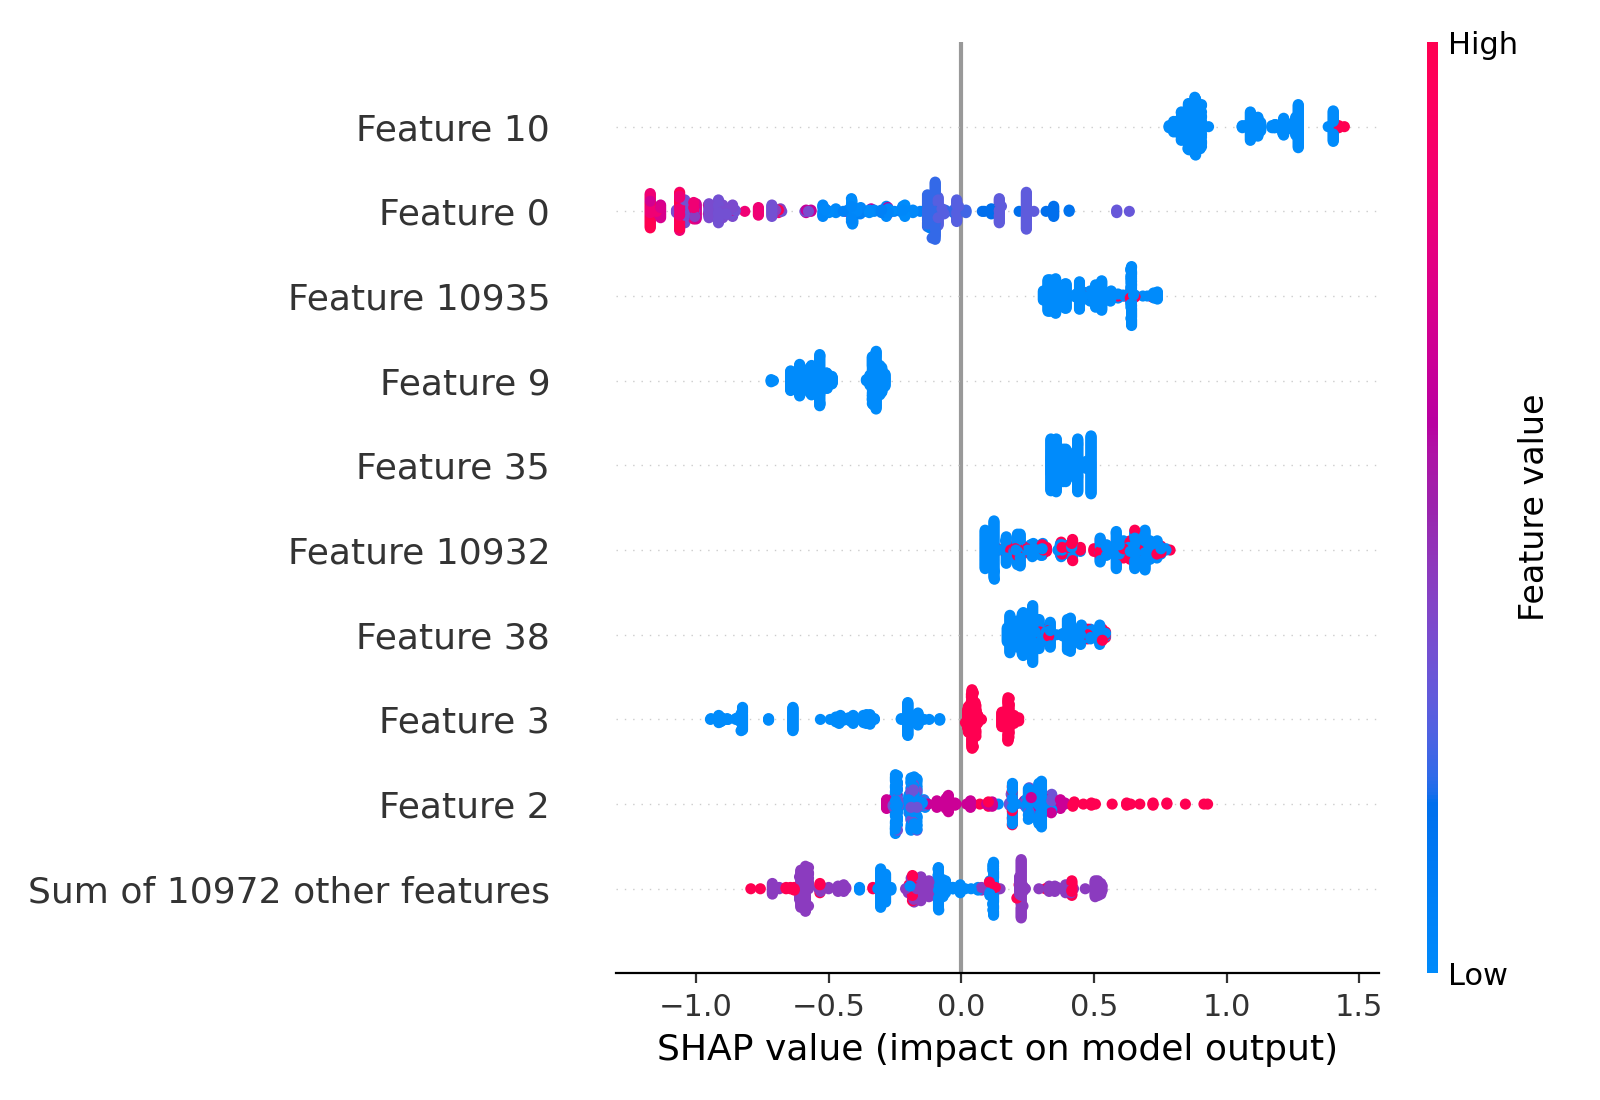 High
Feature 10
Feature 0
Feature 10935
Feature 9
Feature 35
Feature 10932
Feature 38
Feature 3
Feature 2
Sum of 10972 other features
Feature value
Low
−1.0 −0.5 0.0 0.5 1.0 1.5
SHAP value (impact on model output)